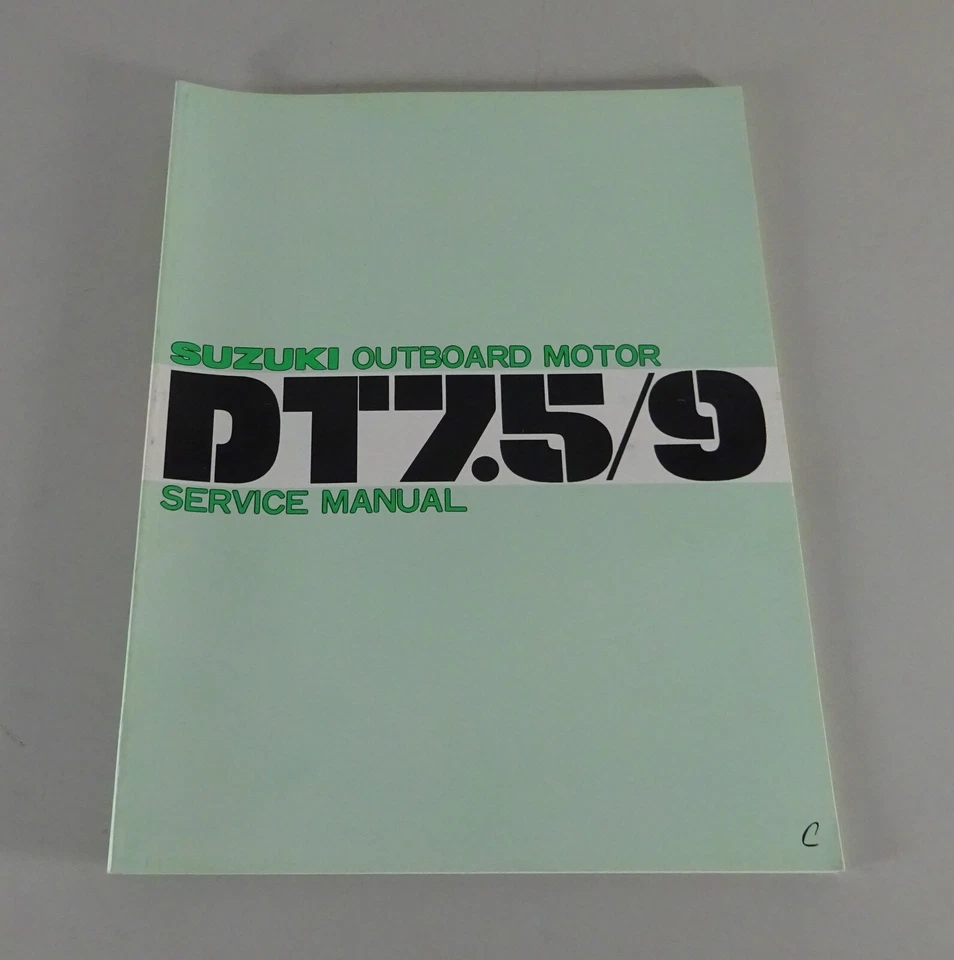 SUZUKI OUTBOARD MOTOR
DT7.5/9
SERVICE MANUAL
C